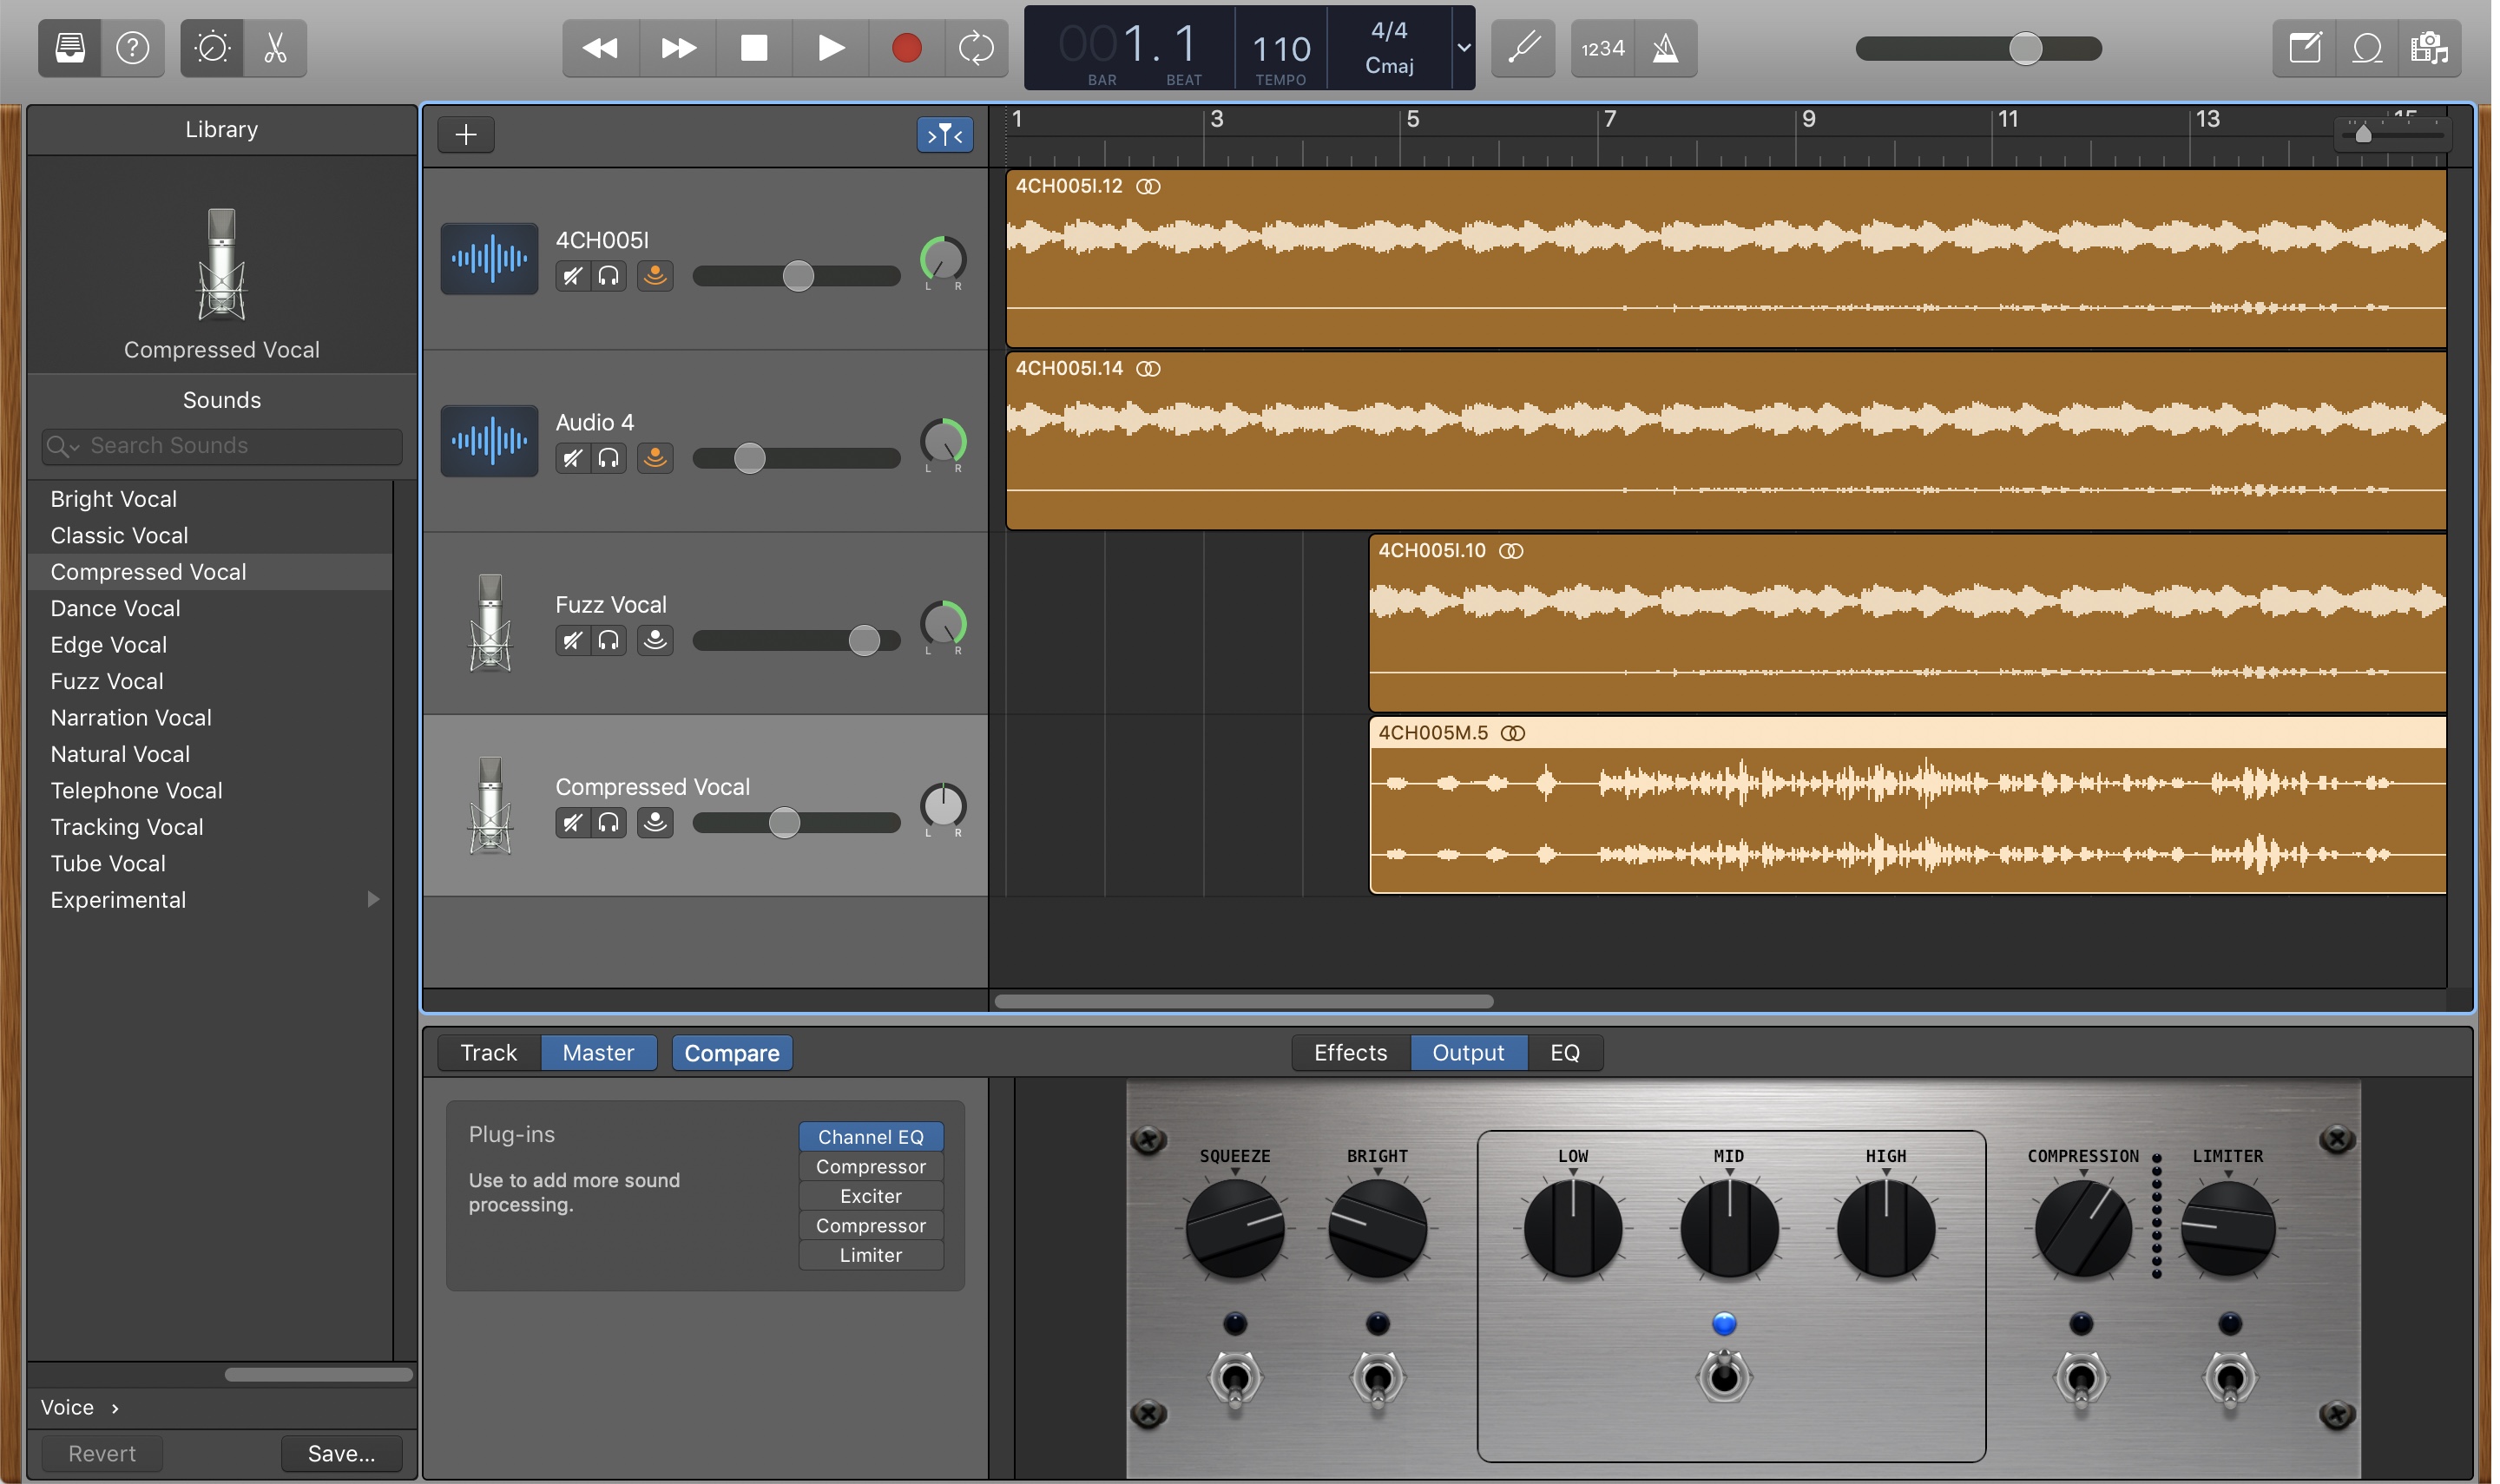 001. 1
BAR BEAT
110
TEMPO
4/4
Cmaj
1234
Library
Compressed Vocal
Sounds
Search Sounds
Bright Vocal
Classic Vocal
Compressed Vocal
Dance Vocal
Edge Vocal
Fuzz Vocal
Narration Vocal
Natural Vocal
Telephone Vocal
Tracking Vocal
Tube Vocal
Experimental
Voice
Revert Save...
1 3 5 7 9 11 13 15
4CH005I
L R
4CH005I.12
Audio 4
L R
4CH005I.14
Fuzz Vocal
L R
4CH005I.10
Compressed Vocal
L R
4CH005M.5
Track Master Compare Effects Output EQ
Plug-ins
Use to add more sound
processing.
Channel EQ
Compressor
Exciter
Compressor
Limiter
SQUEEZE BRIGHT LOW MID HIGH COMPRESSION LIMITER